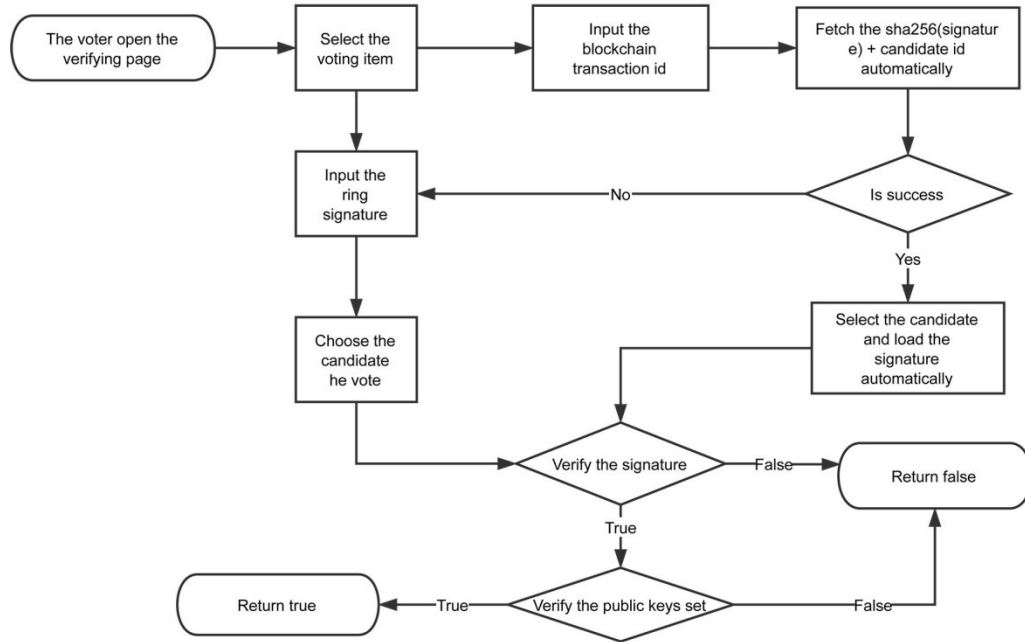 The voter open the
verifying page
Select the
voting item
Input the
blockchain
transaction id
Fetch the sha256(signatur
e) + candidate id
automatically
Input the
ring
signature
No
Is success
Yes
Choose the
candidate
he vote
Select the candidate
and load the
signature
automatically
Verify the signature
False
Return false
True
Return true
True
Verify the public keys set
False